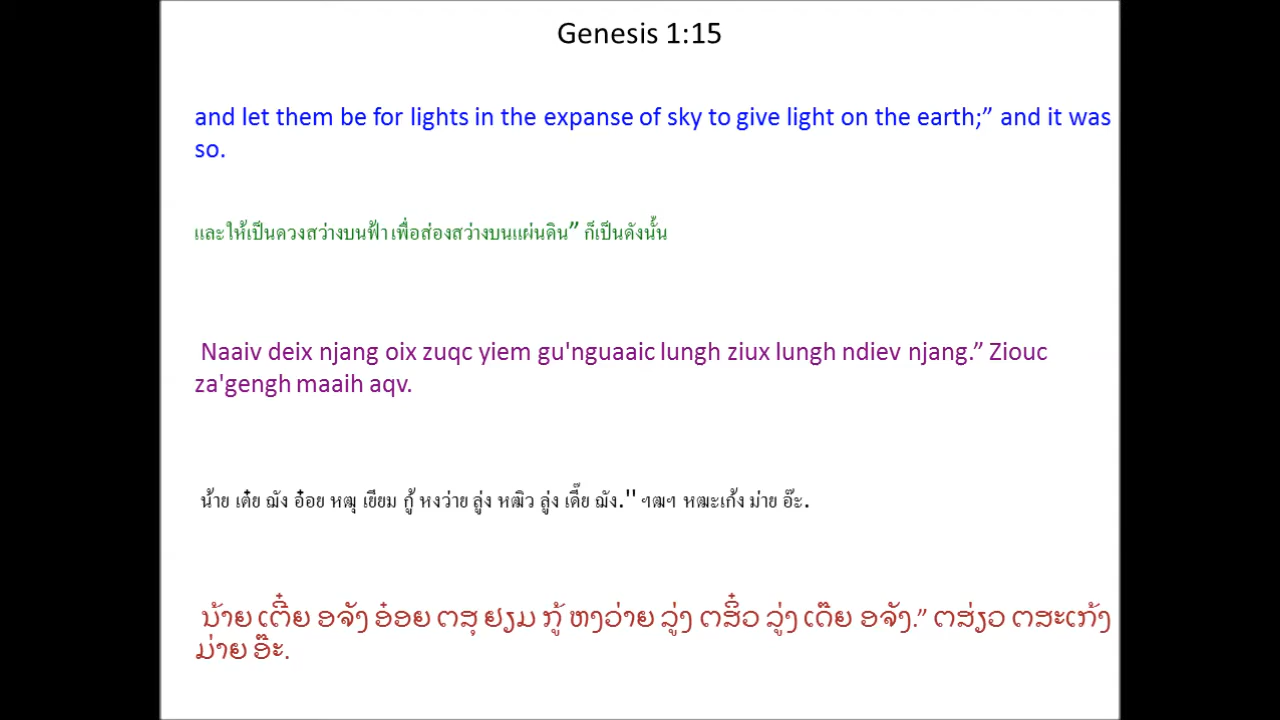 Genesis 1:15
and let them be for lights in the expanse of sky to give light on the earth;” and it was
so.
และให้เป็นดวงสว่างบนฟ้า เพื่อส่องสว่างบนแผ่นดิน” ก็เป็นดังนั้น
Naaiv deix njang oix zuqc yiem gu'nguaaic lungh ziux lungh ndiev njang.” Ziouc
za'gengh maaih aqv.
น้าย เต๋ย ฌัง อ๋อย หฒุ เยียม กู้ หงว่าย ลู่ง หฒิว ลู่ง เดี๊ย ฌัง." ฯฒฯ หฒะเก้ง ม่าย อ๊ะ.
ນ້າຍ ເຕີ໋ຍ ອຈັງ ອ໋ອຍ ຕສຸ ຢຽມ ກູ້ ຫງວ່າຍ ລູ່ງ ຕສິ໋ວ ລູ່ງ ເດ໊ຍ ອຈັງ.” ຕສ່ຽວ ຕສະເກ້ງ
ມ່າຍ ອ໊ະ.